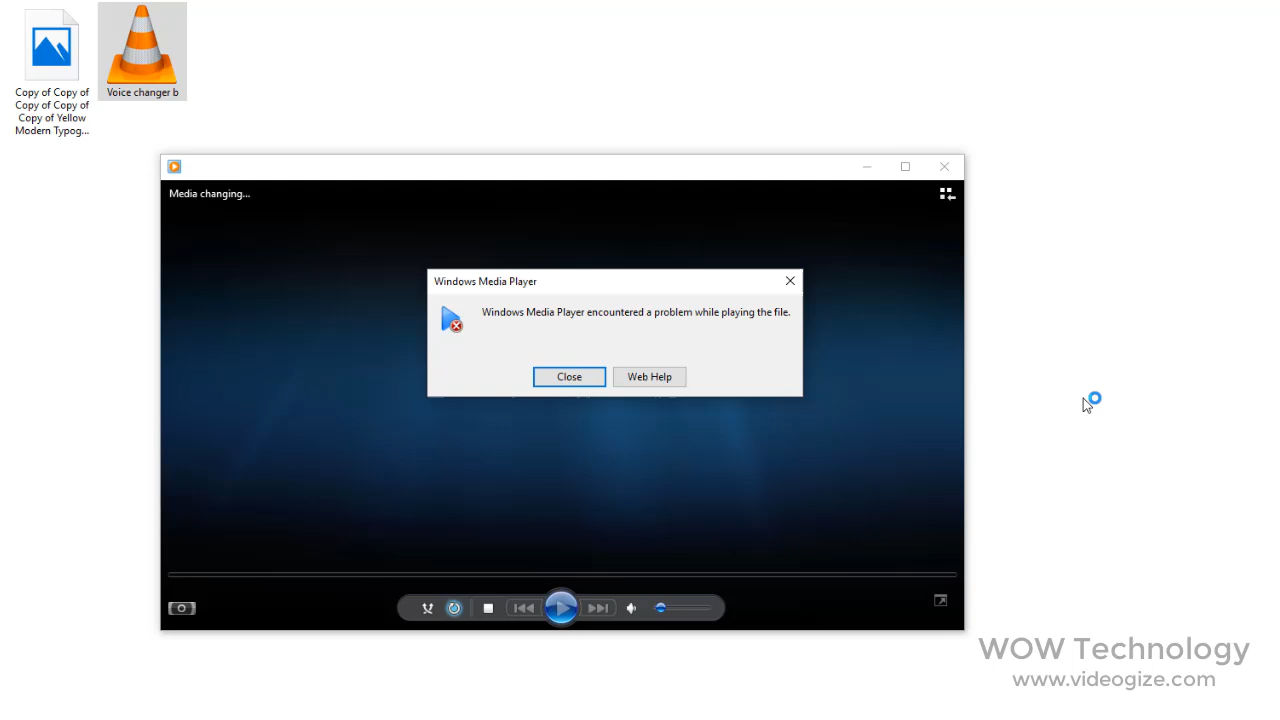 Copy of Copy of
Copy of Copy of
Copy of Yellow
Modern Typog...
Voice changer b
Media changing...
Windows Media Player
Windows Media Player encountered a problem while playing the file.
Close
Web Help
WOW Technology
www.videogize.com